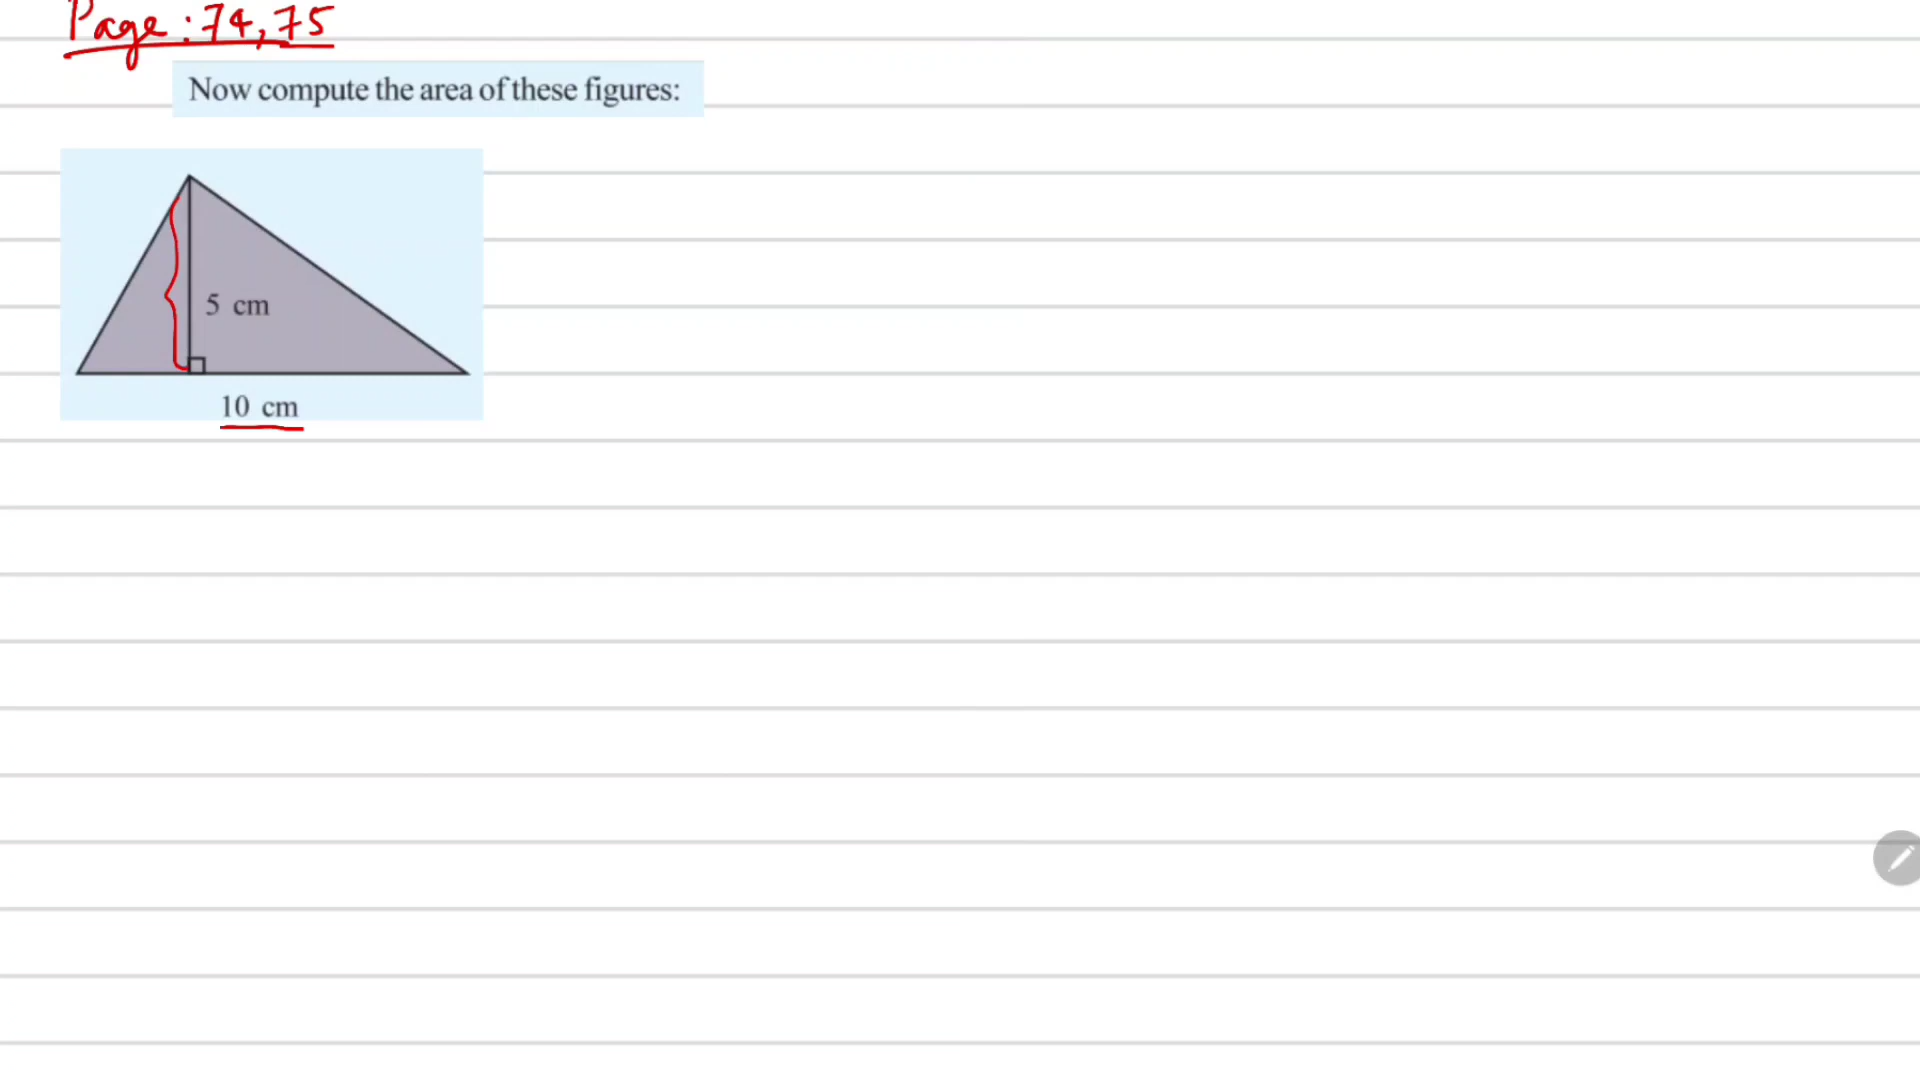 Page : 74, 75
Now compute the area of these figures:
5 cm
10 cm